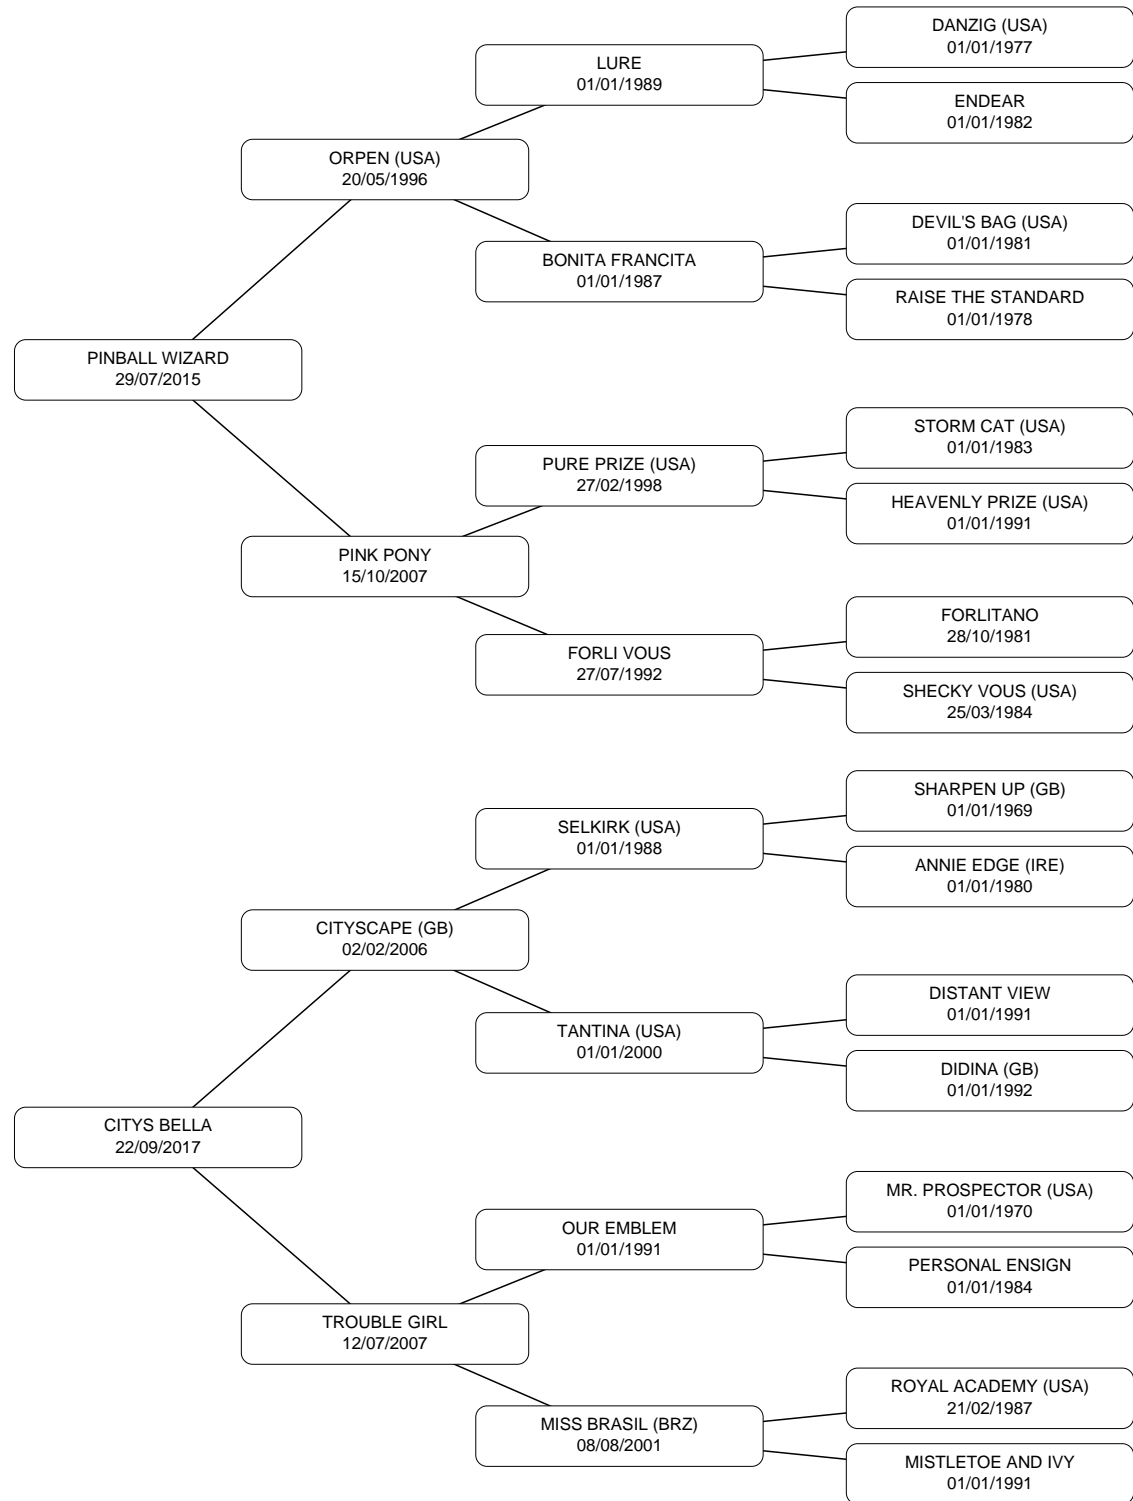 DANZIG (USA)
01/01/1977
LURE
01/01/1989
ENDEAR
01/01/1982
ORPEN (USA)
20/05/1996
DEVIL'S BAG (USA)
01/01/1981
BONITA FRANCITA
01/01/1987
RAISE THE STANDARD
01/01/1978
PINBALL WIZARD
29/07/2015
STORM CAT (USA)
01/01/1983
PURE PRIZE (USA)
27/02/1998
HEAVENLY PRIZE (USA)
01/01/1991
PINK PONY
15/10/2007
FORLITANO
28/10/1981
FORLI VOUS
27/07/1992
SHECKY VOUS (USA)
25/03/1984
SHARPEN UP (GB)
01/01/1969
SELKIRK (USA)
01/01/1988
ANNIE EDGE (IRE)
01/01/1980
CITYSCAPE (GB)
02/02/2006
DISTANT VIEW
01/01/1991
TANTINA (USA)
01/01/2000
DIDINA (GB)
01/01/1992
CITYS BELLA
22/09/2017
MR. PROSPECTOR (USA)
01/01/1970
OUR EMBLEM
01/01/1991
PERSONAL ENSIGN
01/01/1984
TROUBLE GIRL
12/07/2007
ROYAL ACADEMY (USA)
21/02/1987
MISS BRASIL (BRZ)
08/08/2001
MISTLETOE AND IVY
01/01/1991